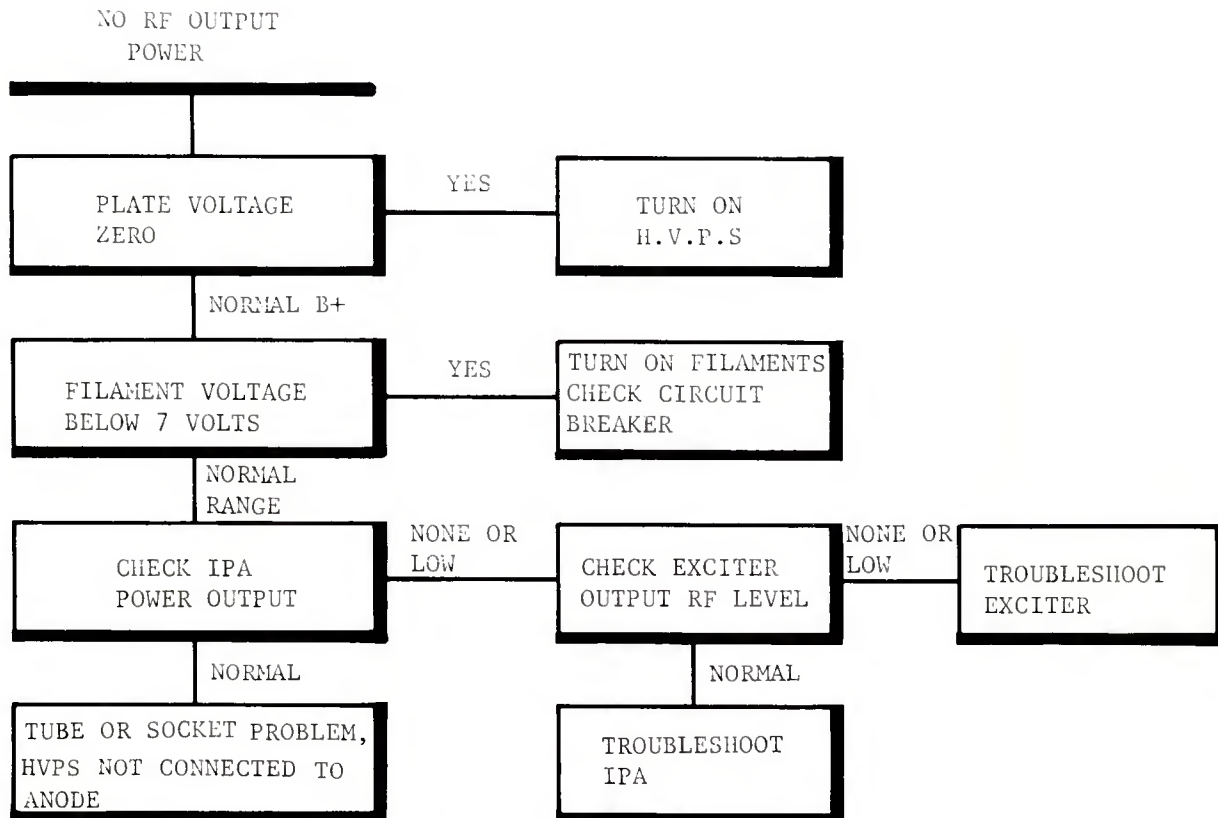 NO RF OUTPUT
POWER
PLATE VOLTAGE
ZERO
YES
TURN ON
H.V.P.S
NORMAL B+
FILAMENT VOLTAGE
BELOW 7 VOLTS
YES
TURN ON FILAMENTS
CHECK CIRCUIT
BREAKER
NORMAL
RANGE
CHECK IPA
POWER OUTPUT
NONE OR
LOW
CHECK EXCITER
OUTPUT RF LEVEL
NONE OR
LOW
TROUBLESHOOT
EXCITER
NORMAL
TUBE OR SOCKET PROBLEM,
HVPS NOT CONNECTED TO
ANODE
NORMAL
TROUBLESHOOT
IPA